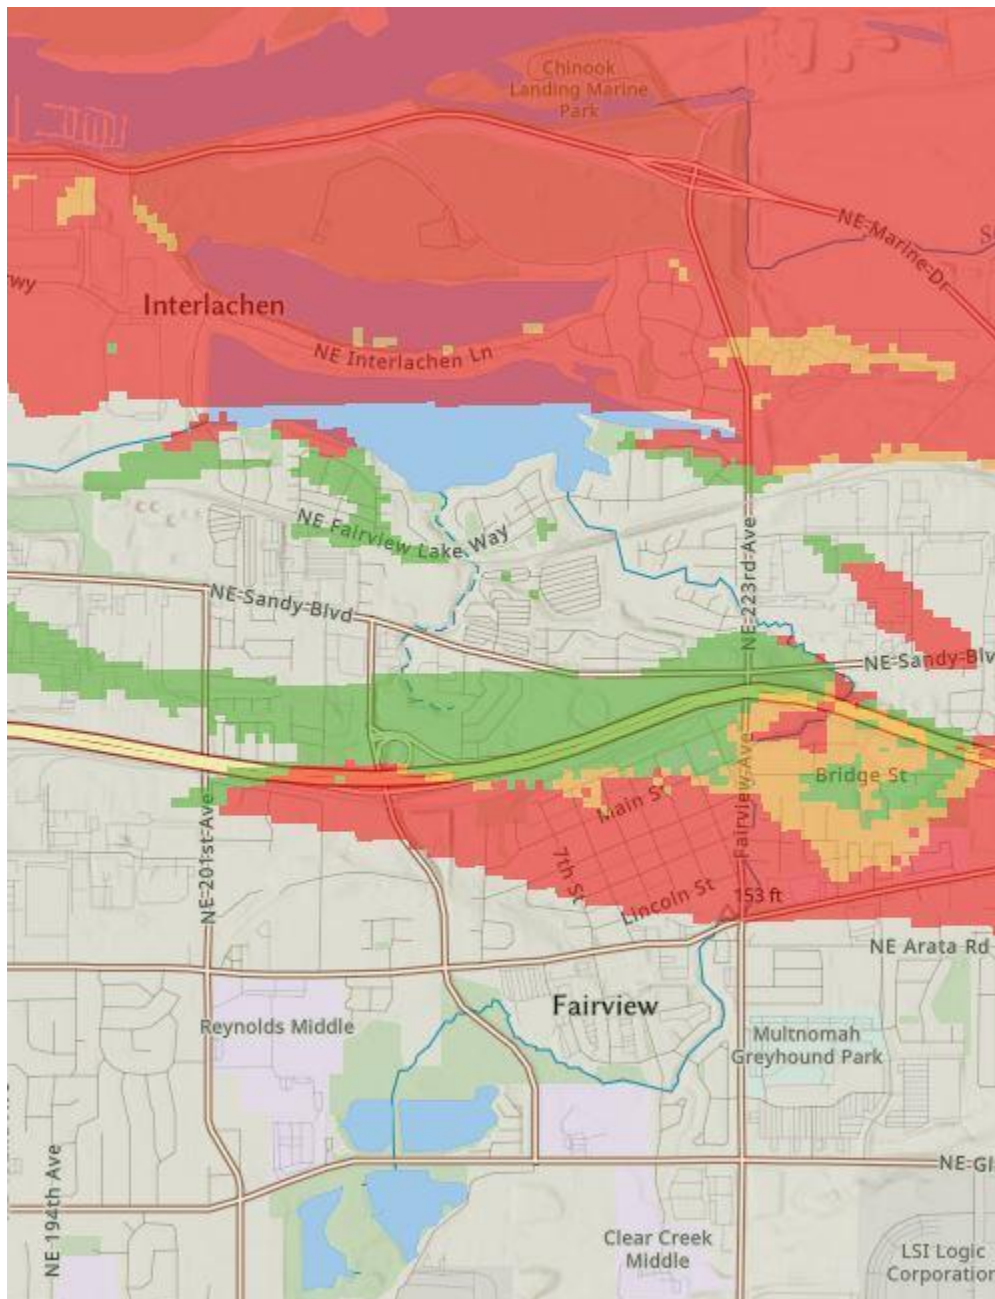 Chinook
Landing Marine
Park
NE Marine Dr
S
rwy
Interlachen
NE Interlachen Ln
NE Fairview Lake Way
NE 223rd Ave
NE Sandy Blvd
NE Sandy Blv
Bridge St
Main St
Fairview Ave
7th St
NE 201st Ave
Lincoln St
153 ft
NE Arata Rd
Fairview
Reynolds Middle
Multnomah
Greyhound Park
NE 194th Ave
NE Gl
Clear Creek
Middle
LSI Logic
Corporation